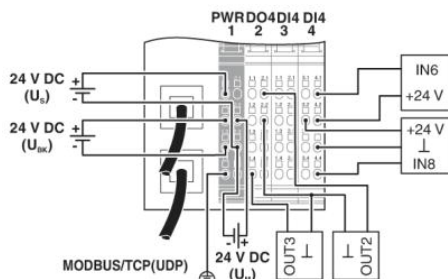 PWR DO4 DI4 DI4
1 2 3 4
24 V DC
(US)
+
-
24 V DC
(UBK)
+
-
IN6
+24 V
+24 V
⊥
IN8
- +
24 V DC
MODBUS/TCP(UDP)
OUT3
⊥
⊥
OUT2